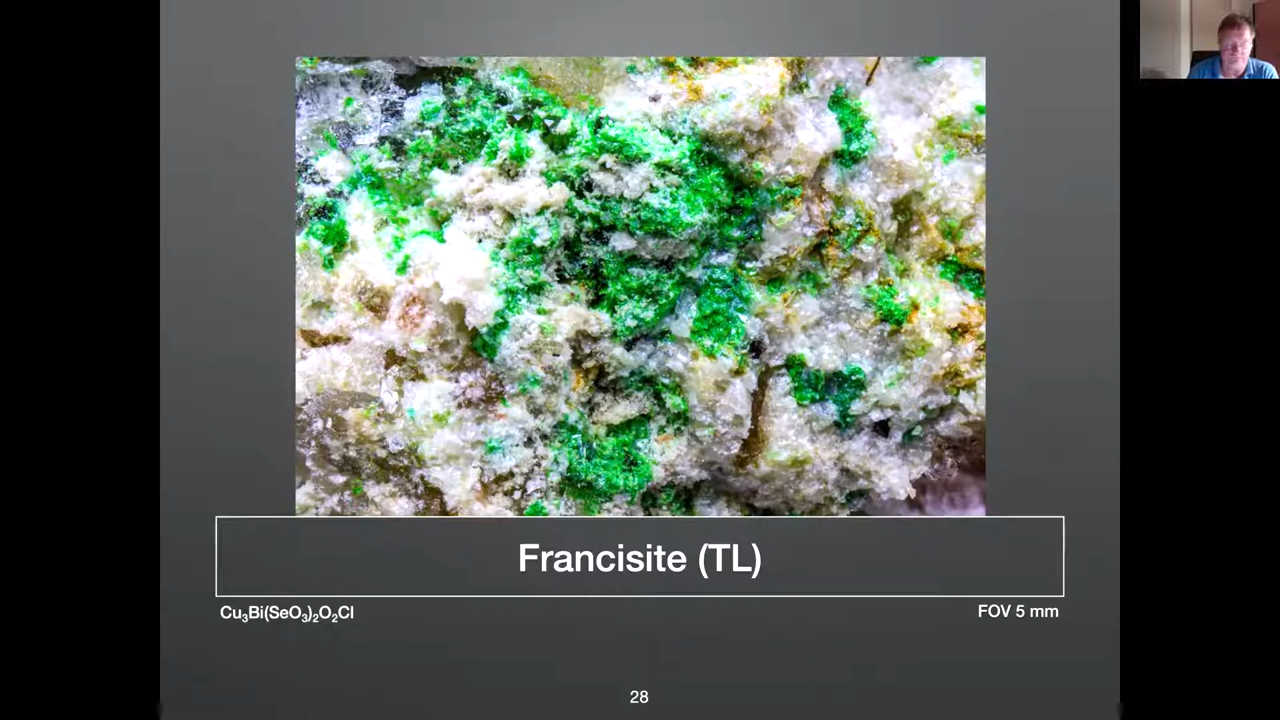 Francisite (TL)
Cu₃Bi(SeO₃)₂O₂Cl
FOV 5 mm
28